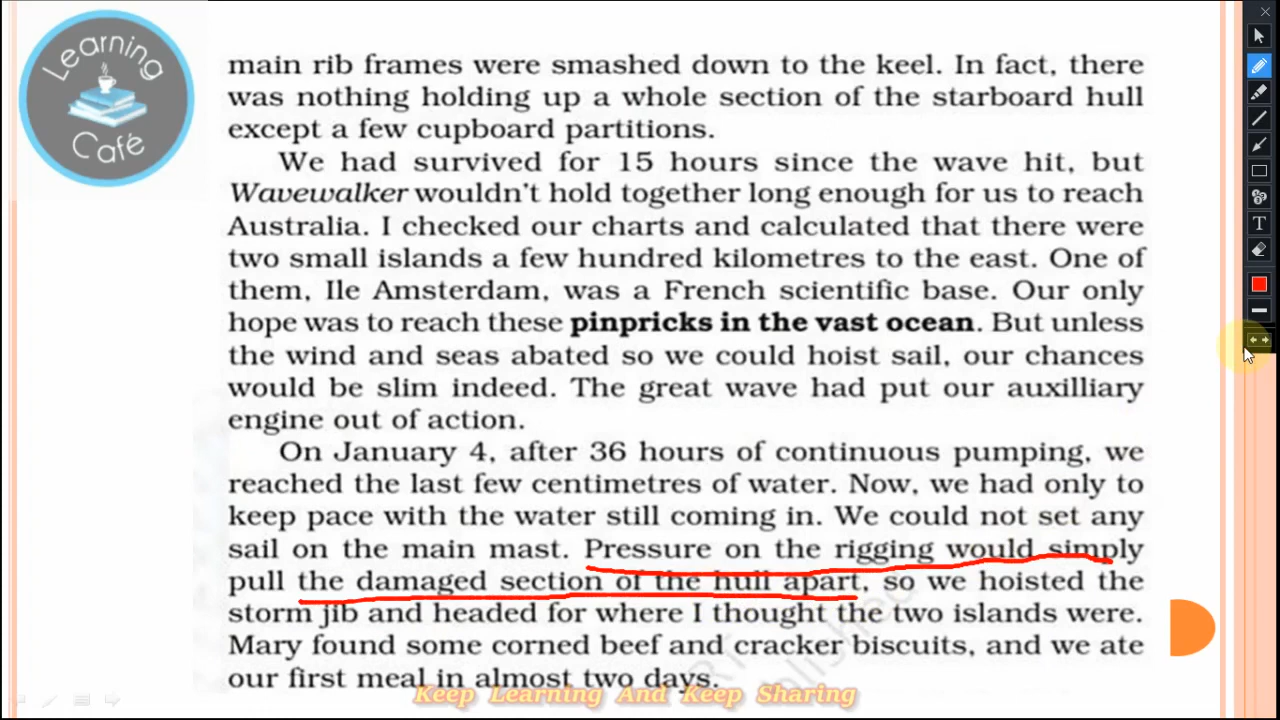 Learning
Café
main rib frames were smashed down to the keel. In fact, there
was nothing holding up a whole section of the starboard hull
except a few cupboard partitions.
We had survived for 15 hours since the wave hit, but
Wavewalker wouldn't hold together long enough for us to reach
Australia. I checked our charts and calculated that there were
two small islands a few hundred kilometres to the east. One of
them, Ile Amsterdam, was a French scientific base. Our only
hope was to reach these pinpricks in the vast ocean. But unless
the wind and seas abated so we could hoist sail, our chances
would be slim indeed. The great wave had put our auxilliary
engine out of action.
On January 4, after 36 hours of continuous pumping, we
reached the last few centimetres of water. Now, we had only to
keep pace with the water still coming in. We could not set any
sail on the main mast. Pressure on the rigging would simply
pull the damaged section of the hull apart, so we hoisted the
storm jib and headed for where I thought the two islands were.
Mary found some corned beef and cracker biscuits, and we ate
our first meal in almost two days.
Keep Learning And Keep Sharing
T